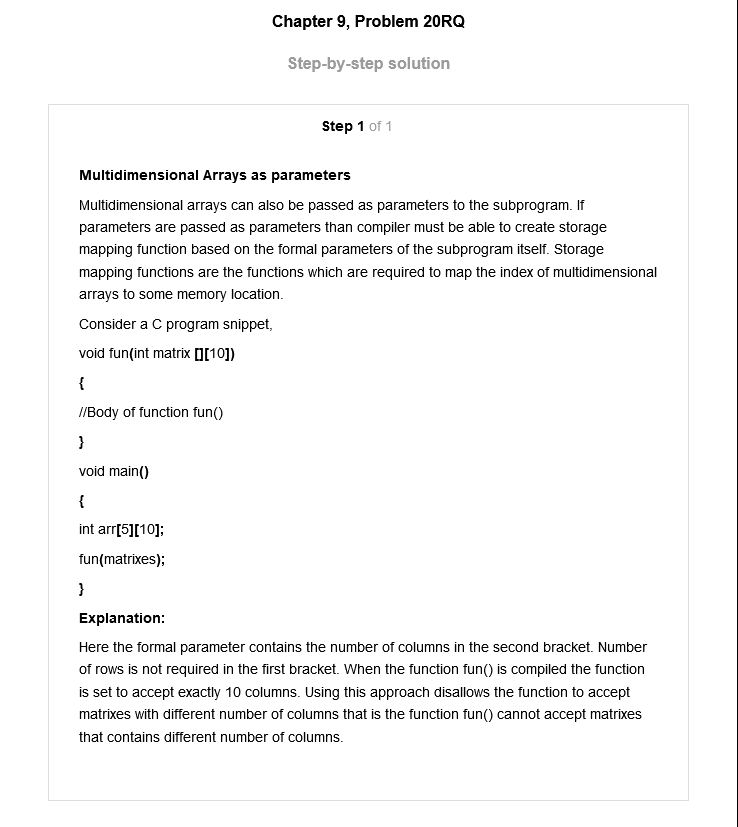 Chapter 9, Problem 20RQ
Step-by-step solution
Step 1 of 1
Multidimensional Arrays as parameters
Multidimensional arrays can also be passed as parameters to the subprogram. If
parameters are passed as parameters than compiler must be able to create storage
mapping function based on the formal parameters of the subprogram itself. Storage
mapping functions are the functions which are required to map the index of multidimensional
arrays to some memory location.
Consider a C program snippet,
void fun(int matrix [][10])
{
//Body of function fun()
}
void main()
{
int arr[5][10];
fun(matrixes);
}
Explanation:
Here the formal parameter contains the number of columns in the second bracket. Number
of rows is not required in the first bracket. When the function fun() is compiled the function
is set to accept exactly 10 columns. Using this approach disallows the function to accept
matrixes with different number of columns that is the function fun() cannot accept matrixes
that contains different number of columns.